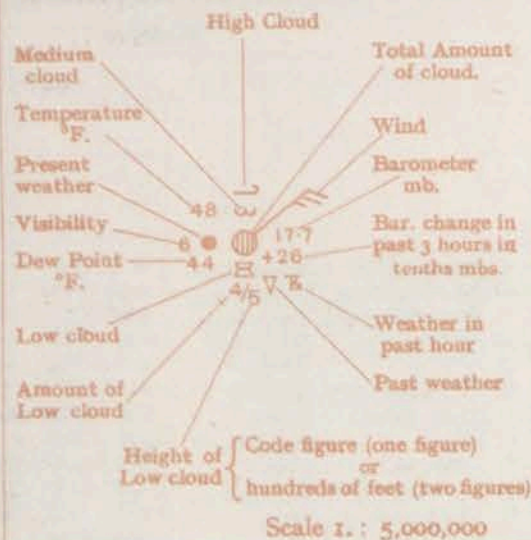 High Cloud
Medium
cloud
Total Amount
of cloud.
Temperature
°F.
Wind
Present
weather
Barometer
mb.
48
Visibility
6
17.7
Bar. change in
past 3 hours in
tenths mbs.
Dew Point
°F.
44
+26
4/5
Low cloud
Weather in
past hour
Amount of
Low cloud
Past weather
Height of
Low cloud
Code figure (one figure)
or
hundreds of feet (two figures)
Scale 1. : 5,000,000